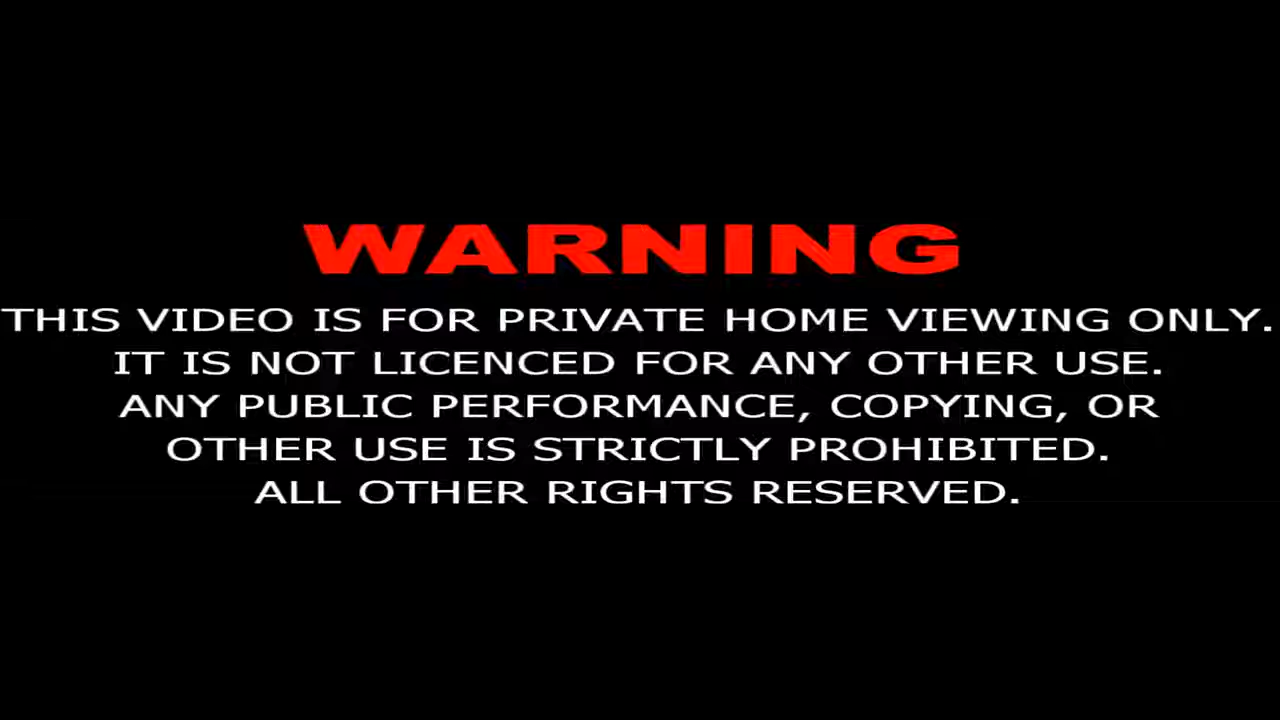 WARNING
THIS VIDEO IS FOR PRIVATE HOME VIEWING ONLY.
IT IS NOT LICENCED FOR ANY OTHER USE.
ANY PUBLIC PERFORMANCE, COPYING, OR
OTHER USE IS STRICTLY PROHIBITED.
ALL OTHER RIGHTS RESERVED.